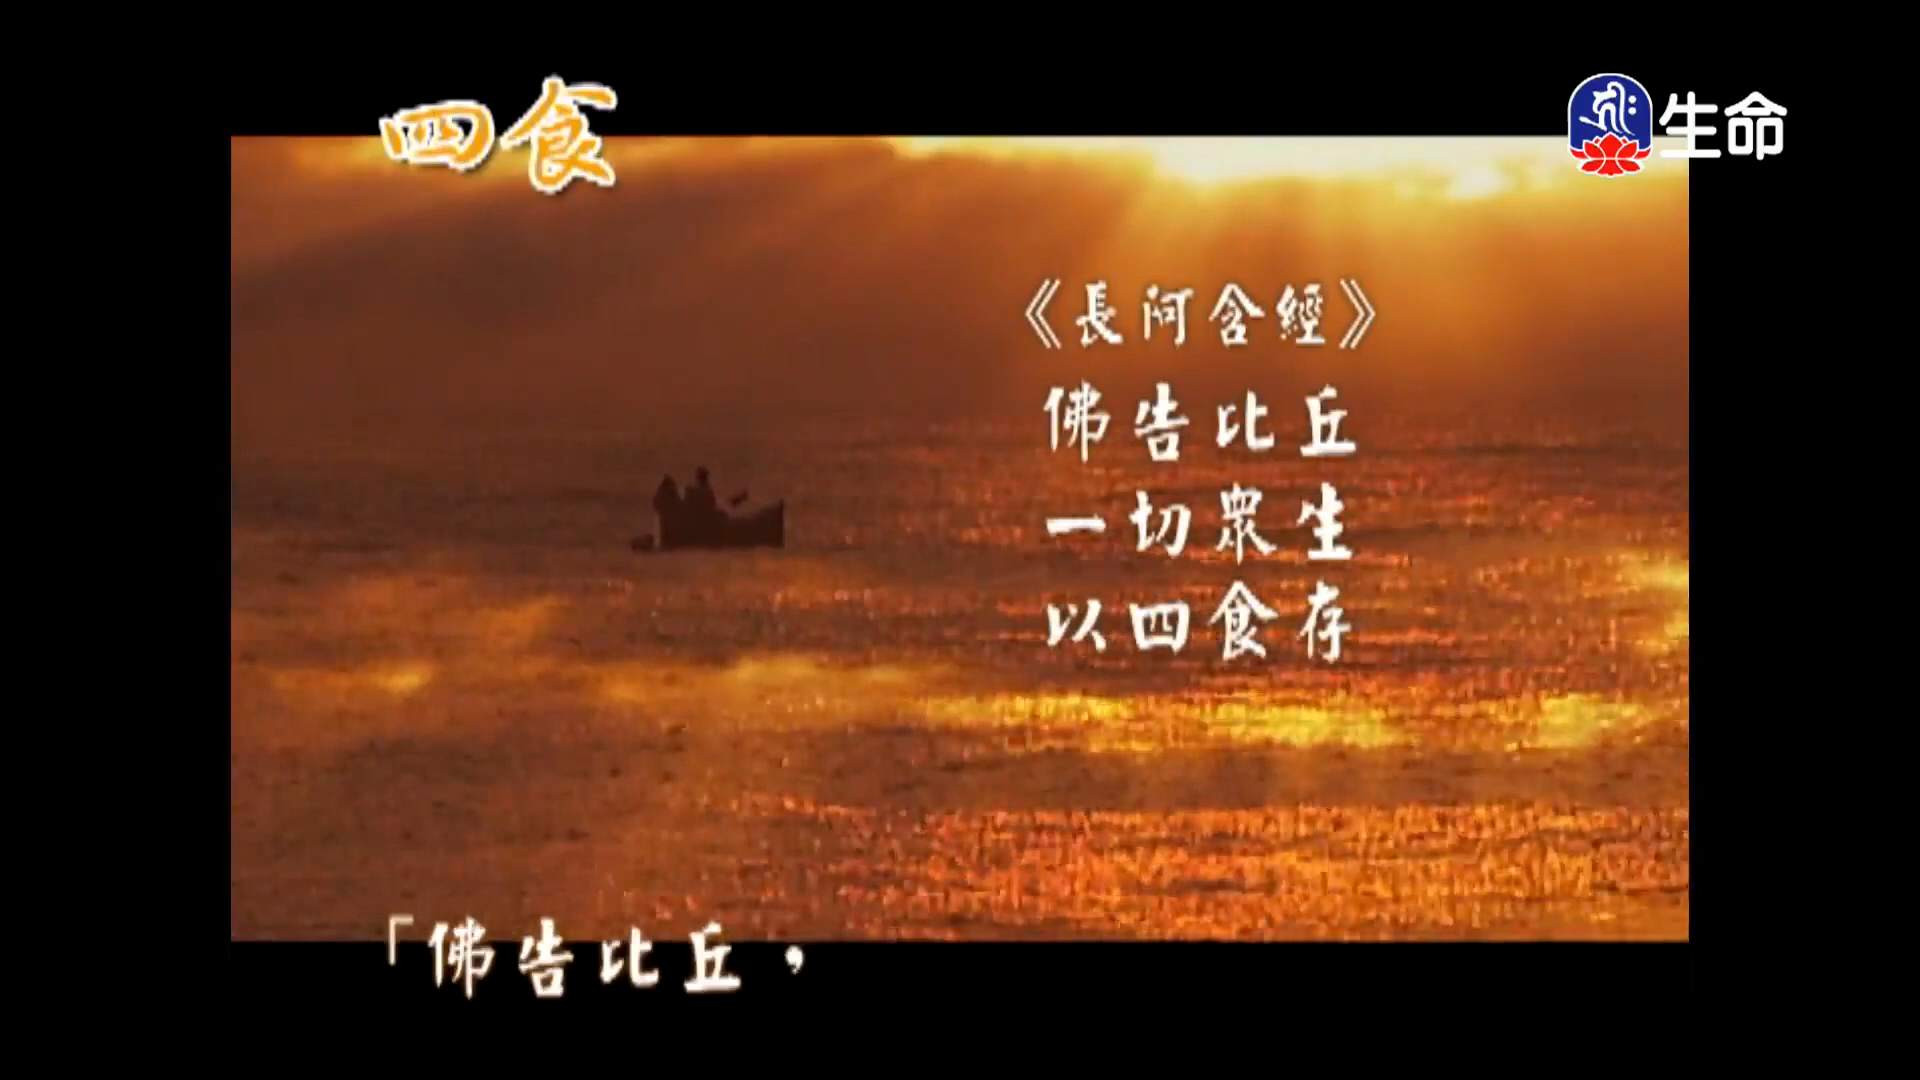 四食
生命
《長阿含經》
佛告比丘
一切眾生
以四食存
「佛告比丘，